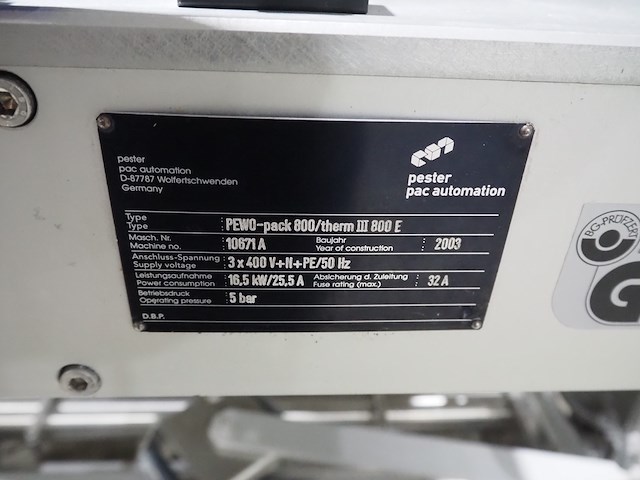 pester
pac automation
D-87787 Wolfertschwenden
Germany
pester
pac automation
Type
Type : PEWO-pack 800/therm III 800 E
Masch. Nr. Baujahr
Machine no. : 10671 A Year of construction : 2003
Anschluss-Spannung
Supply voltage : 3 x 400 V+N+PE/50 Hz
Leistungsaufnahme Absicherung d. Zuleitung
Power consumption : 16,5 kW/25,5 A Fuse rating (max.) : 32 A
Betriebsdruck
Operating pressure : 5 bar
D.B.P.
BG-PRÜFZERT
G